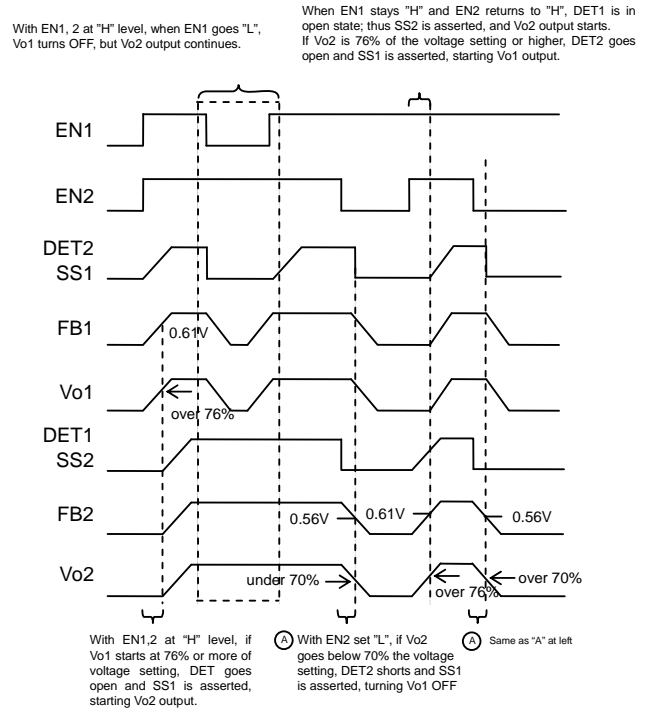 With EN1, 2 at "H" level, when EN1 goes "L",
Vo1 turns OFF, but Vo2 output continues.
When EN1 stays "H" and EN2 returns to "H", DET1 is in
open state; thus SS2 is asserted, and Vo2 output starts.
If Vo2 is 76% of the voltage setting or higher, DET2 goes
open and SS1 is asserted, starting Vo1 output.
EN1
EN2
DET2
SS1
FB1
0.61V
Vo1
over 76%
DET1
SS2
FB2
0.56V
0.61V
0.56V
Vo2
under 70%
over 76%
over 70%
With EN1,2 at "H" level, if
Vo1 starts at 76% or more of
voltage setting, DET goes
open and SS1 is asserted,
starting Vo2 output.
A
With EN2 set "L", if Vo2
goes below 70% the voltage
setting, DET2 shorts and SS1
is asserted, turning Vo1 OFF
A
Same as "A" at left